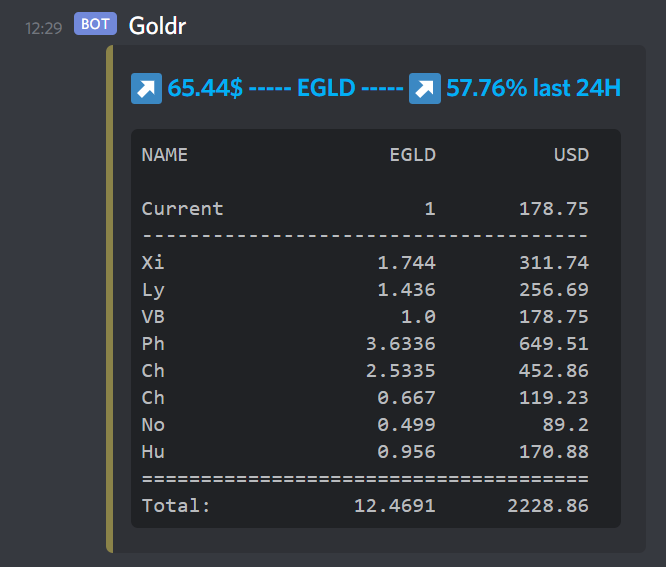 12:29 BOT Goldr
65.44$ ----- EGLD ----- 57.76% last 24H
NAME EGLD USD
Current 1 178.75
--------------------------------------
Xi 1.744 311.74
Ly 1.436 256.69
VB 1.0 178.75
Ph 3.6336 649.51
Ch 2.5335 452.86
Ch 0.667 119.23
No 0.499 89.2
Hu 0.956 170.88
======================================
Total: 12.4691 2228.86